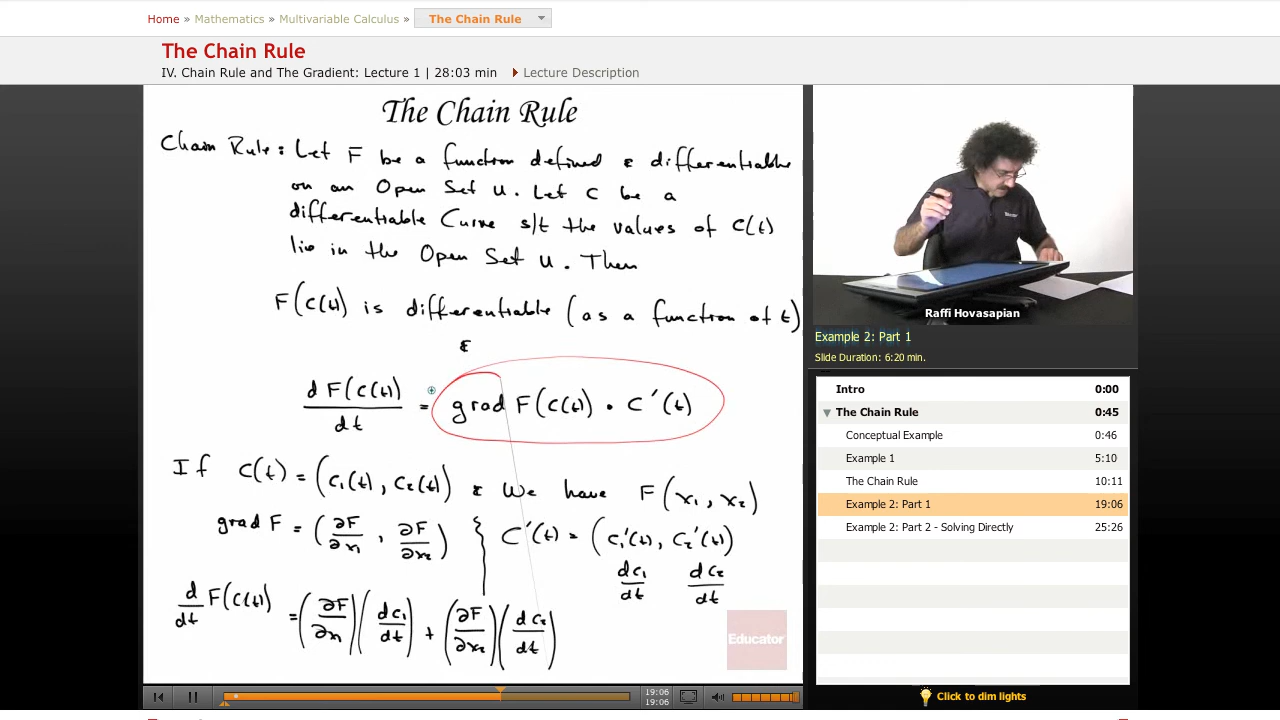 Home » Mathematics » Multivariable Calculus » The Chain Rule
The Chain Rule
IV. Chain Rule and The Gradient: Lecture 1 | 28:03 min Lecture Description
The Chain Rule
Chain Rule: Let F be a function defined & differentiable
on an Open Set U. Let C be a
differentiable Curve s/t the values of C(t)
lie in the Open Set U. Then
F(C(t)) is differentiable (as a function of t)
&
d F(C(t)) / dt = grad F(C(t)) · C'(t)
If C(t) = (c₁(t), c₂(t)) & We have F(x₁, x₂)
grad F = (∂F/∂x₁, ∂F/∂x₂) { C'(t) = (c₁'(t), c₂'(t))
dc₁/dt dc₂/dt
d/dt F(C(t)) = (∂F/∂x₁)(dc₁/dt) + (∂F/∂x₂)(dc₂/dt)
Educator
19:06
19:06
Raffi Hovasapian
Example 2: Part 1
Slide Duration: 6:20 min.
Intro 0:00
The Chain Rule 0:45
Conceptual Example 0:46
Example 1 5:10
The Chain Rule 10:11
Example 2: Part 1 19:06
Example 2: Part 2 - Solving Directly 25:26
Click to dim lights